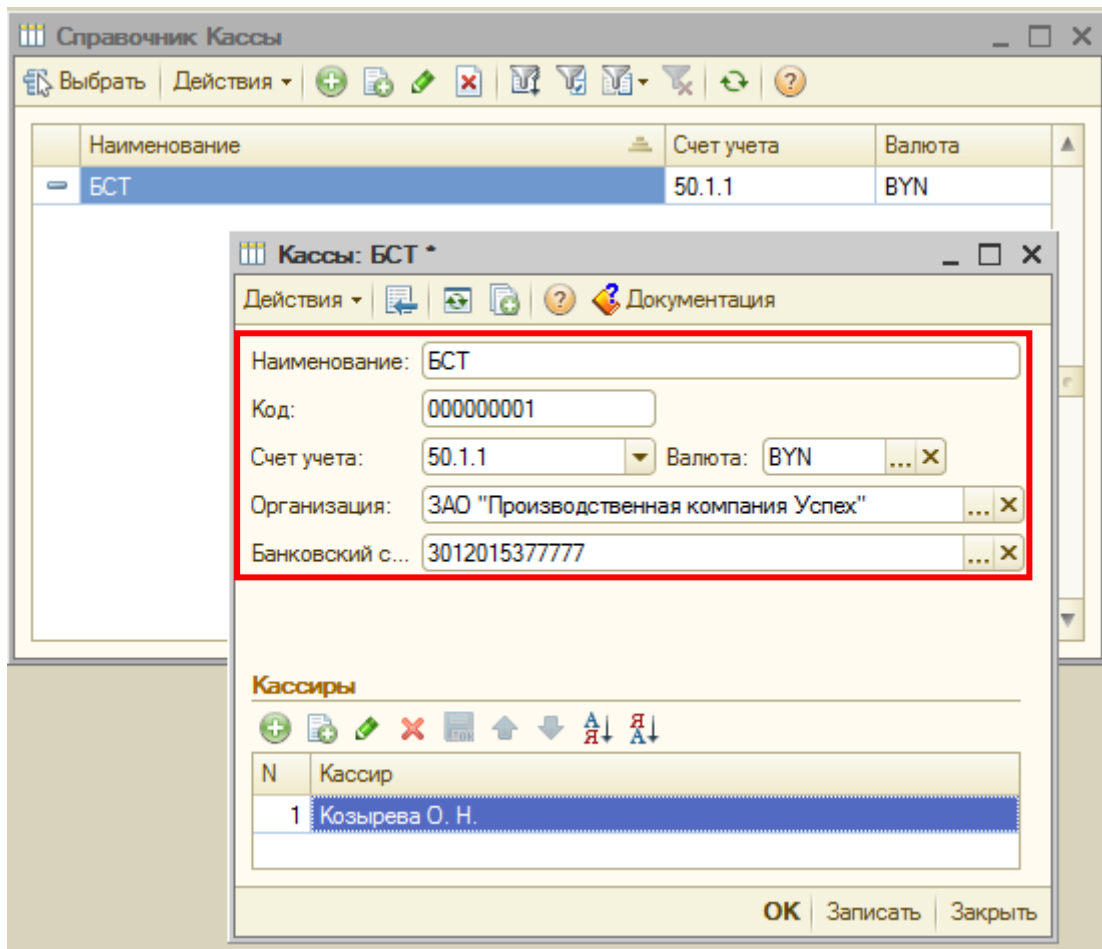 Справочник Кассы
Выбрать Действия
Наименование Счет учета Валюта
БСТ 50.1.1 BYN
Кассы: БСТ *
Действия Документация
Наименование: БСТ
Код: 000000001
Счет учета: 50.1.1 Валюта: BYN ...
Организация: ЗАО "Производственная компания Успех" ...
Банковский с... 3012015377777 ...
Кассиры
N Кассир
1 Козырева О. Н.
OK Записать Закрыть